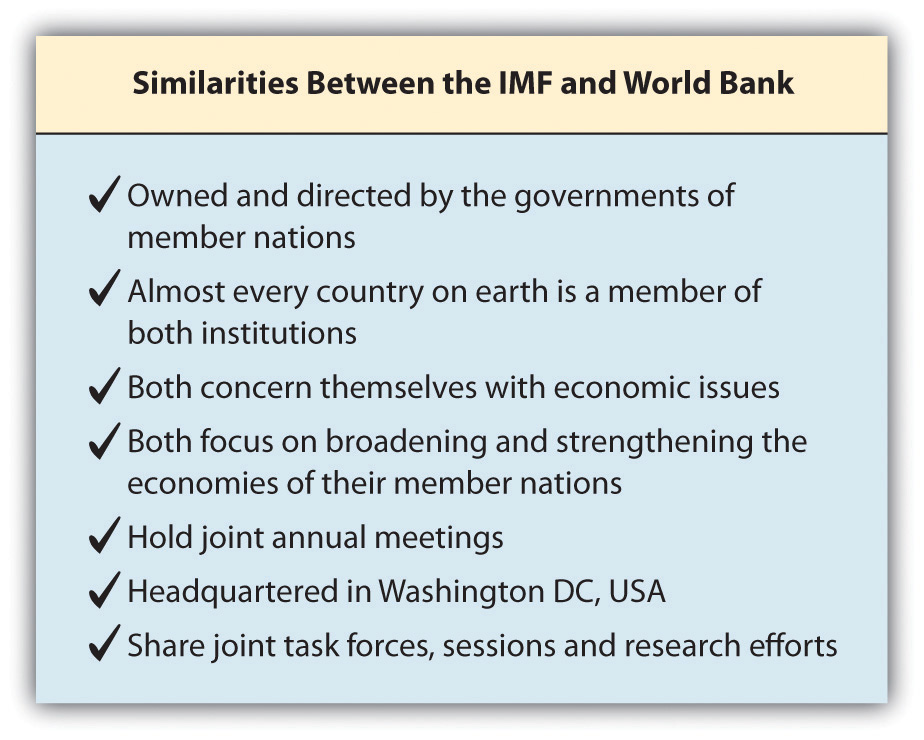 Similarities Between the IMF and World Bank
✓ Owned and directed by the governments of
member nations
✓ Almost every country on earth is a member of
both institutions
✓ Both concern themselves with economic issues
✓ Both focus on broadening and strengthening the
economies of their member nations
✓ Hold joint annual meetings
✓ Headquartered in Washington DC, USA
✓ Share joint task forces, sessions and research efforts